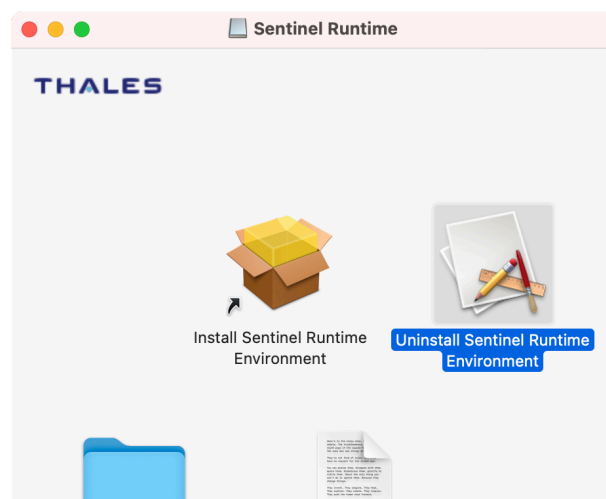 Sentinel Runtime
THALES
Install Sentinel Runtime
Environment
Uninstall Sentinel Runtime
Environment